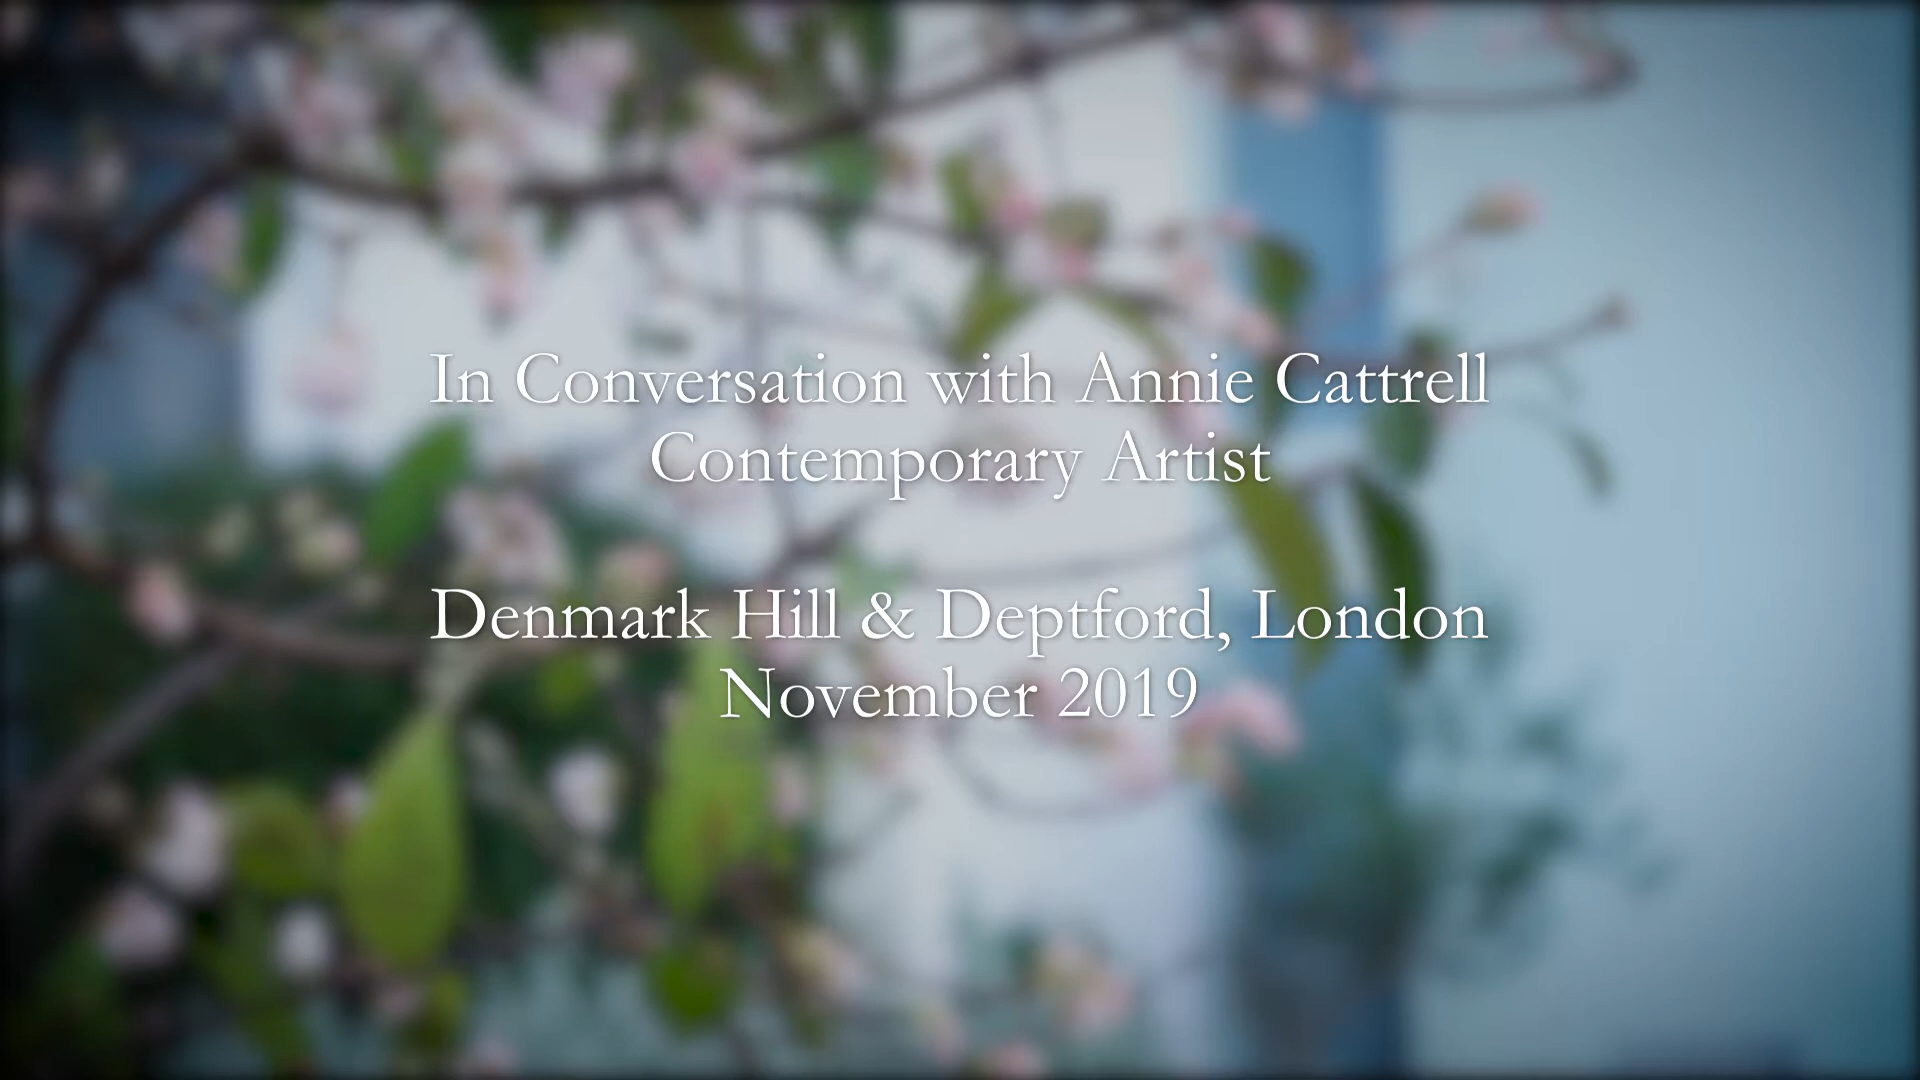 In Conversation with Annie Cattrell
Contemporary Artist
Denmark Hill & Deptford, London
November 2019